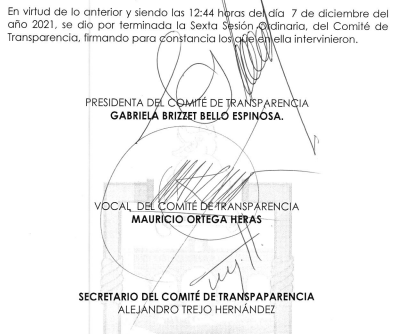 En virtud de lo anterior y siendo las 12:44 horas del día 7 de diciembre del
año 2021, se dio por terminada la Sexta Sesión Ordinaria, del Comité de
Transparencia, firmando para constancia los que en ella intervinieron.
PRESIDENTA DEL COMITÉ DE TRANSPARENCIA
GABRIELA BRIZZET BELLO ESPINOSA.
VOCAL DEL COMITÉ DE TRANSPARENCIA
MAURICIO ORTEGA HERAS
SECRETARIO DEL COMITÉ DE TRANSPAPARENCIA
ALEJANDRO TREJO HERNÁNDEZ